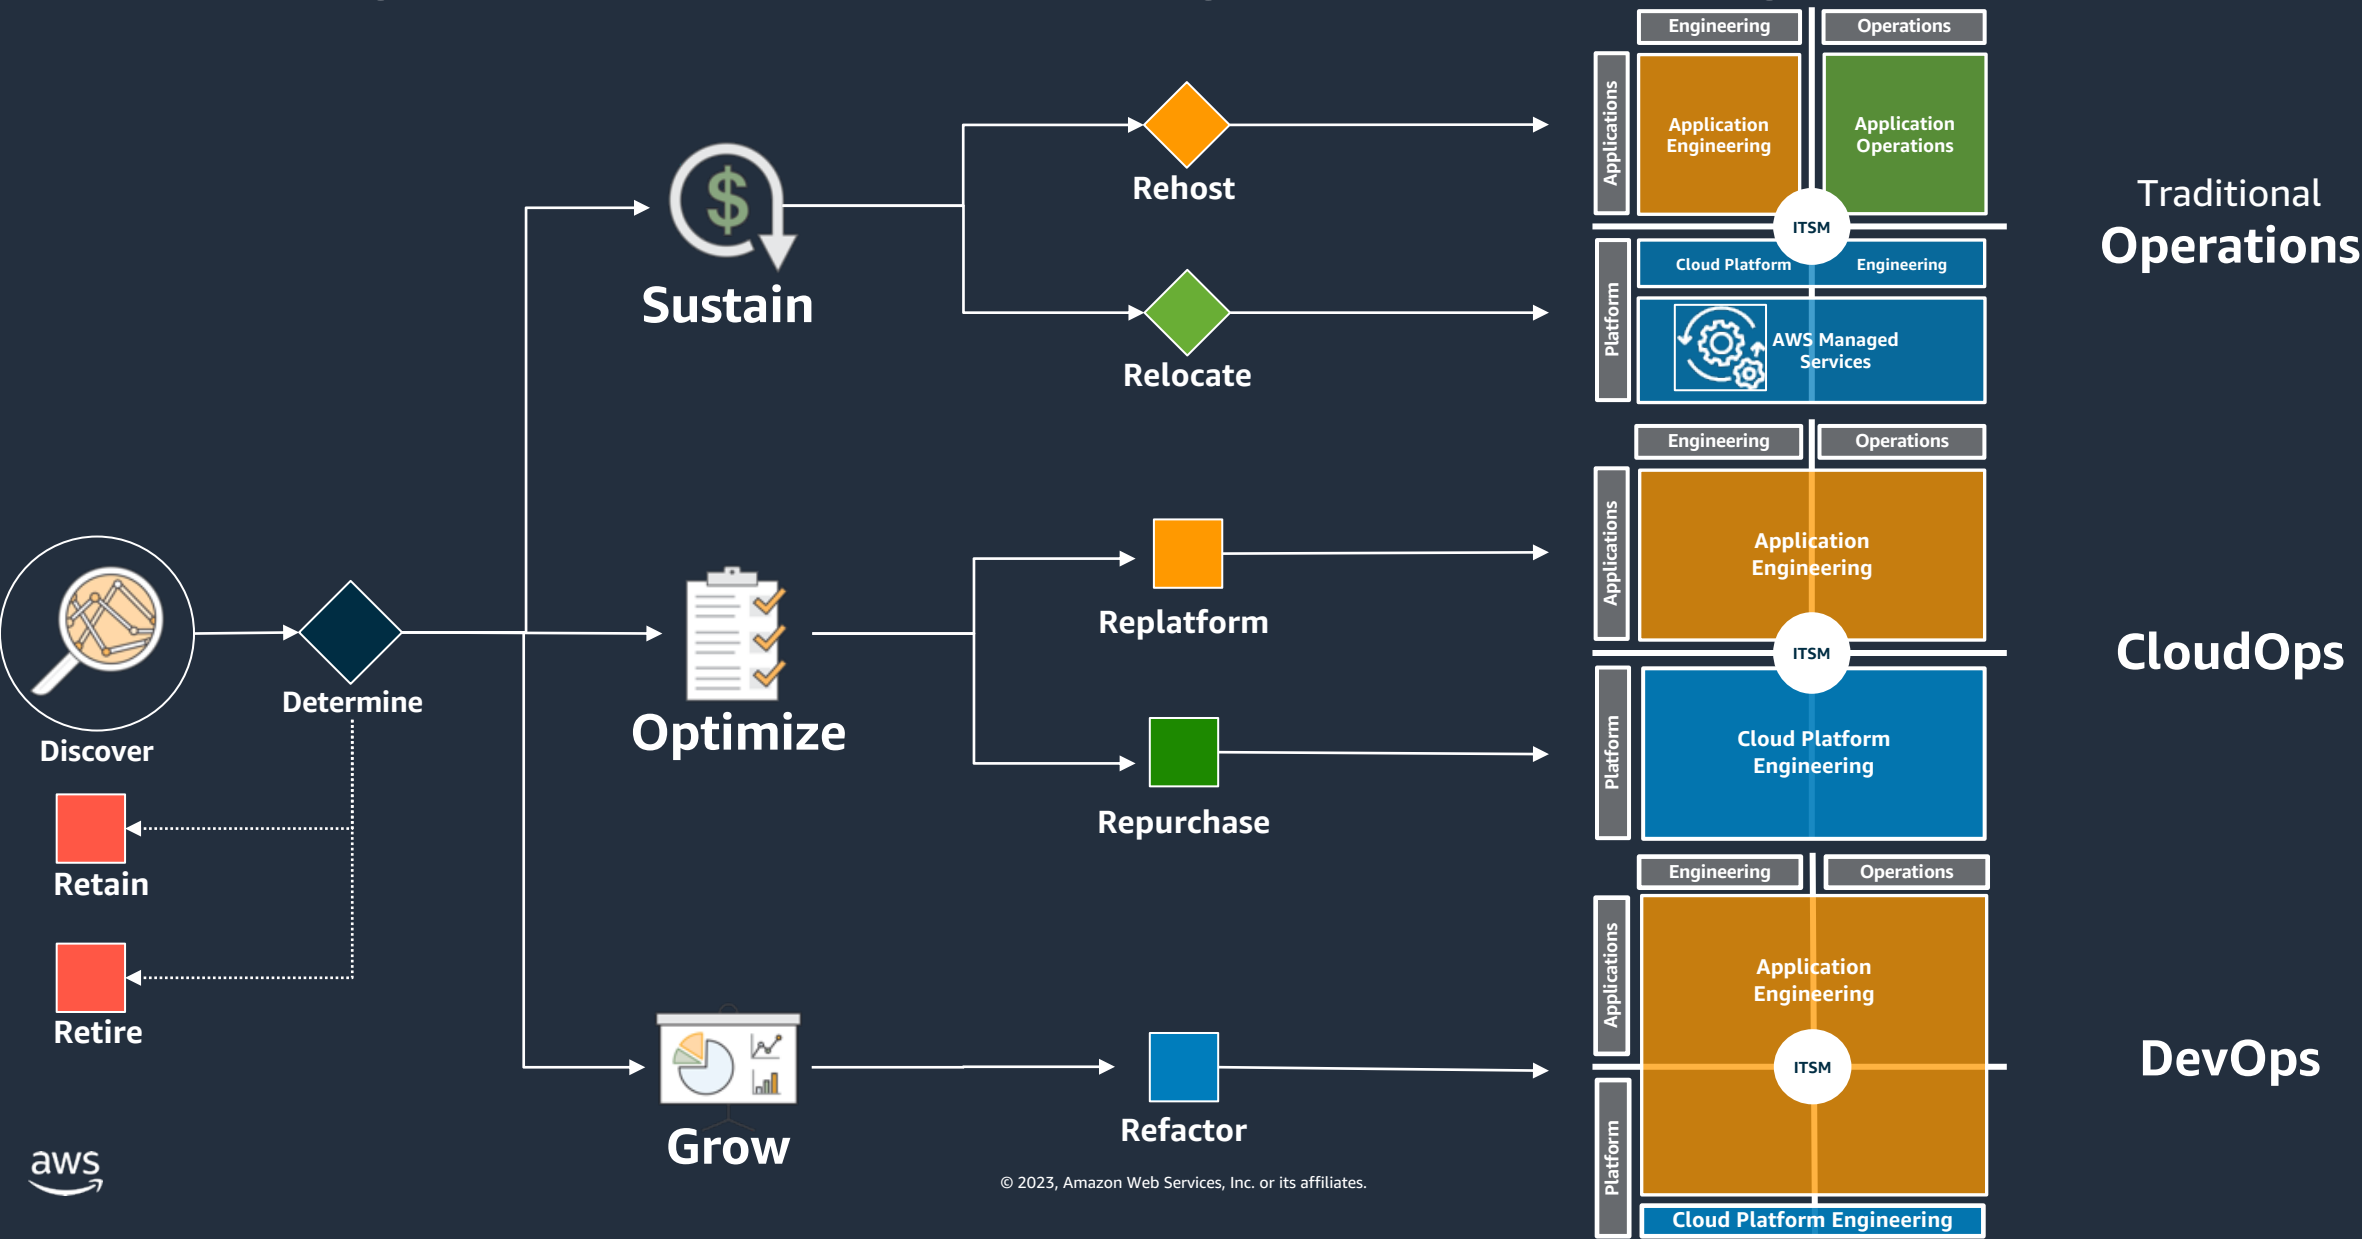 Engineering
Operations
Applications
Application
Engineering
Application
Operations
ITSM
Platform
Cloud Platform
Engineering
AWS Managed
Services
Traditional
Operations
Rehost
Sustain
Relocate
Engineering
Operations
Applications
Application
Engineering
ITSM
Platform
Cloud Platform
Engineering
CloudOps
Replatform
Determine
Optimize
Discover
Repurchase
Retain
Retire
Engineering
Operations
Applications
Application
Engineering
ITSM
Platform
Cloud Platform Engineering
DevOps
Refactor
Grow
$
aws
© 2023, Amazon Web Services, Inc. or its affiliates.